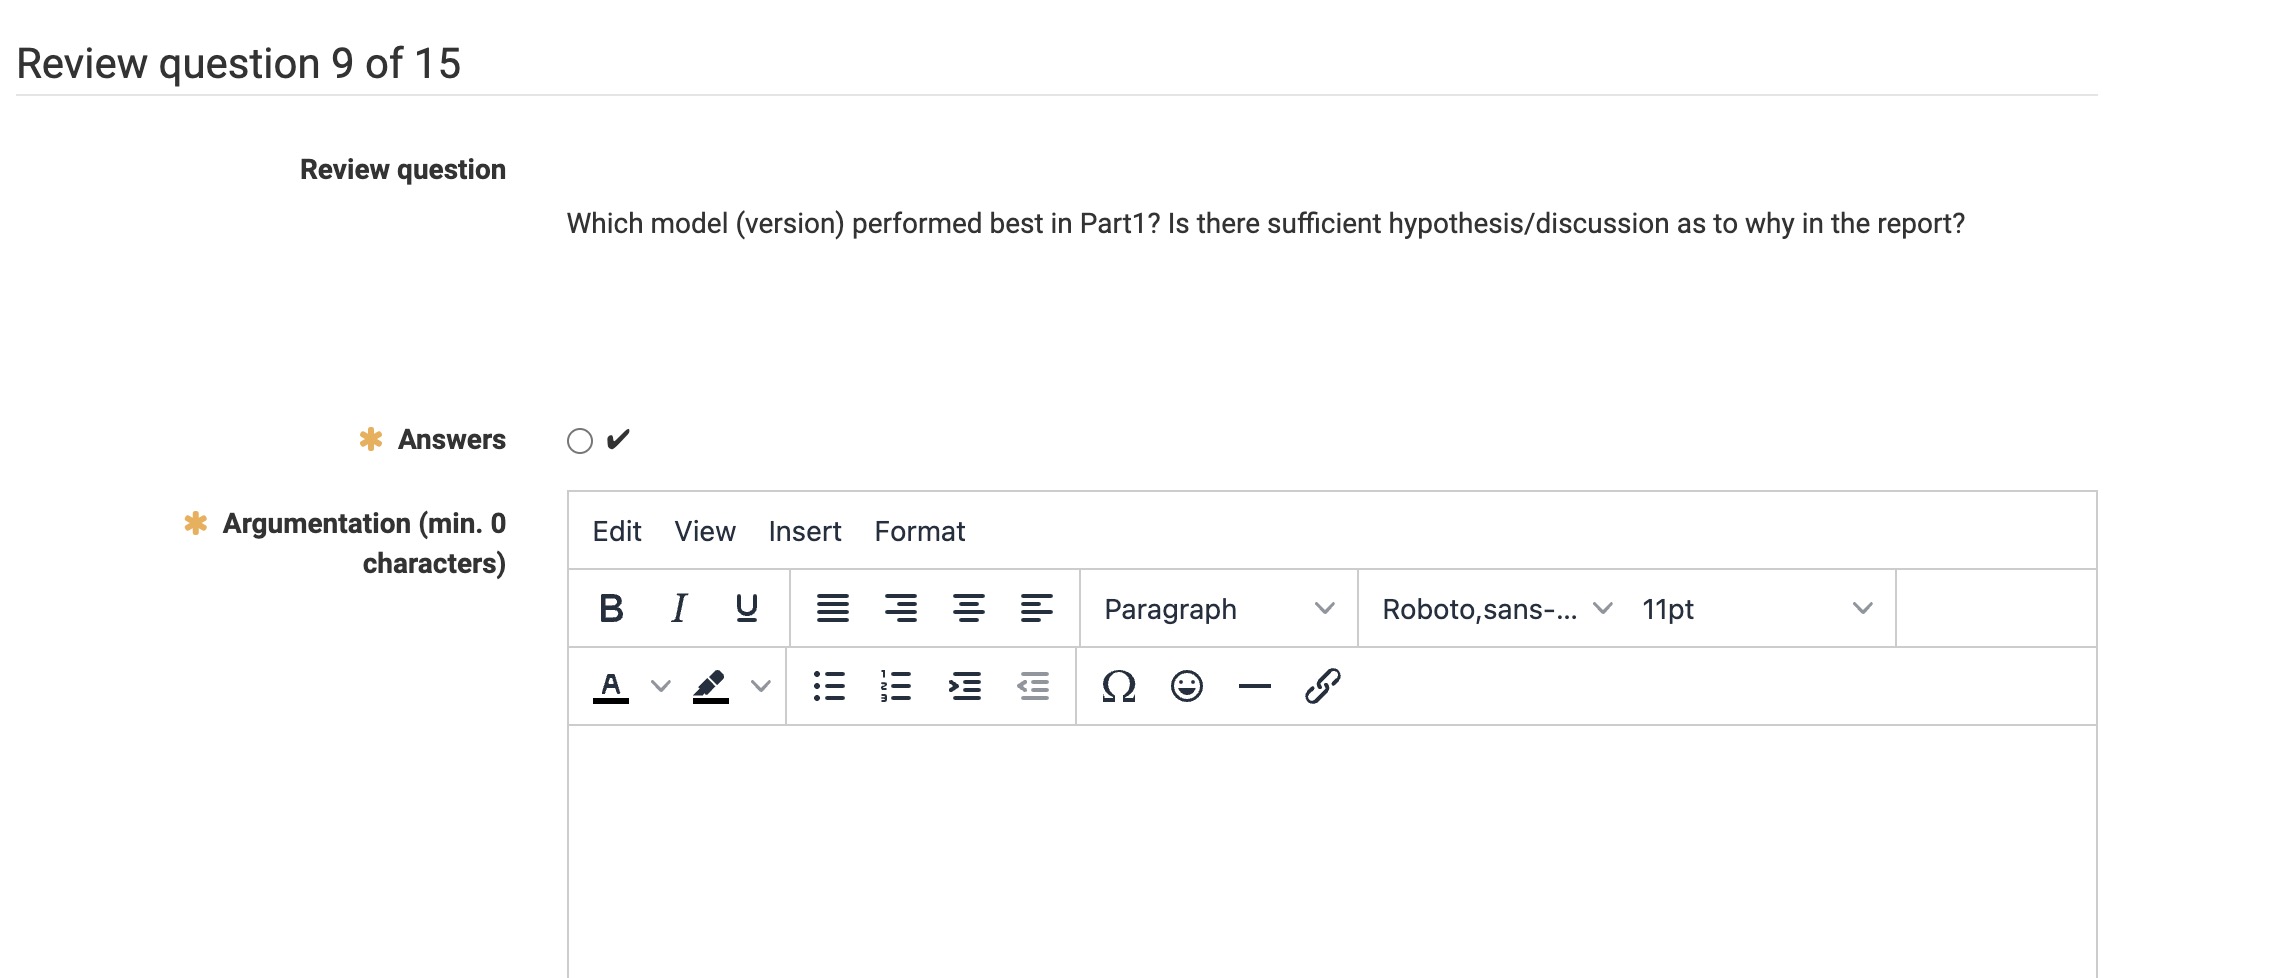 Review question 9 of 15
Review question
Which model (version) performed best in Part1? Is there sufficient hypothesis/discussion as to why in the report?
Answers
✔
Argumentation (min. 0
characters)
Edit View Insert Format
B I U Paragraph Roboto,sans-... 11pt
A Ω